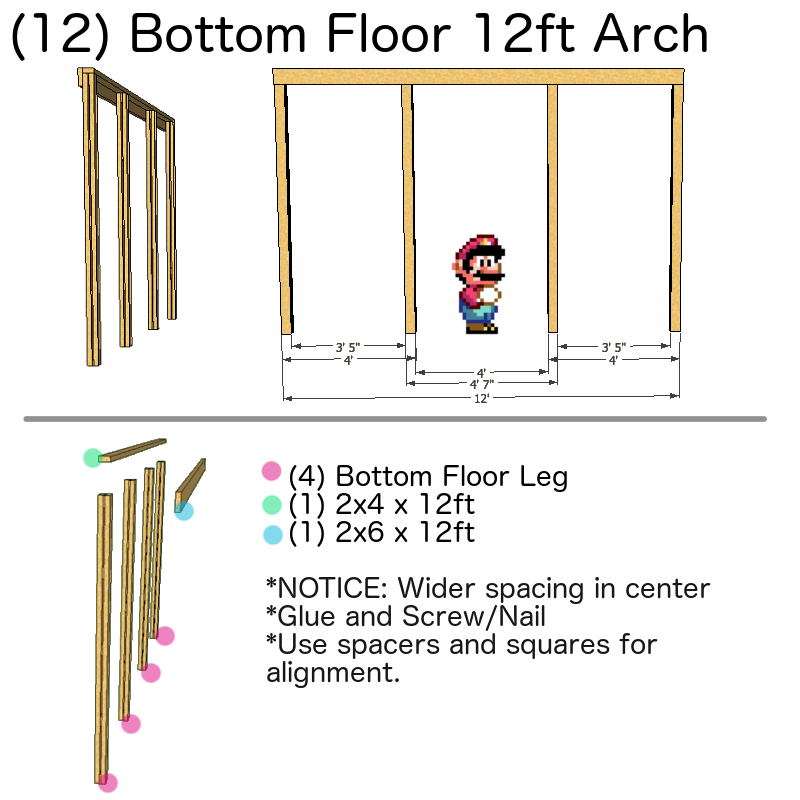 (12) Bottom Floor 12ft Arch
3' 5"
3' 5"
4'
4'
4'
4' 7"
12'
(4) Bottom Floor Leg
(1) 2x4 x 12ft
(1) 2x6 x 12ft
*NOTICE: Wider spacing in center
*Glue and Screw/Nail
*Use spacers and squares for
alignment.